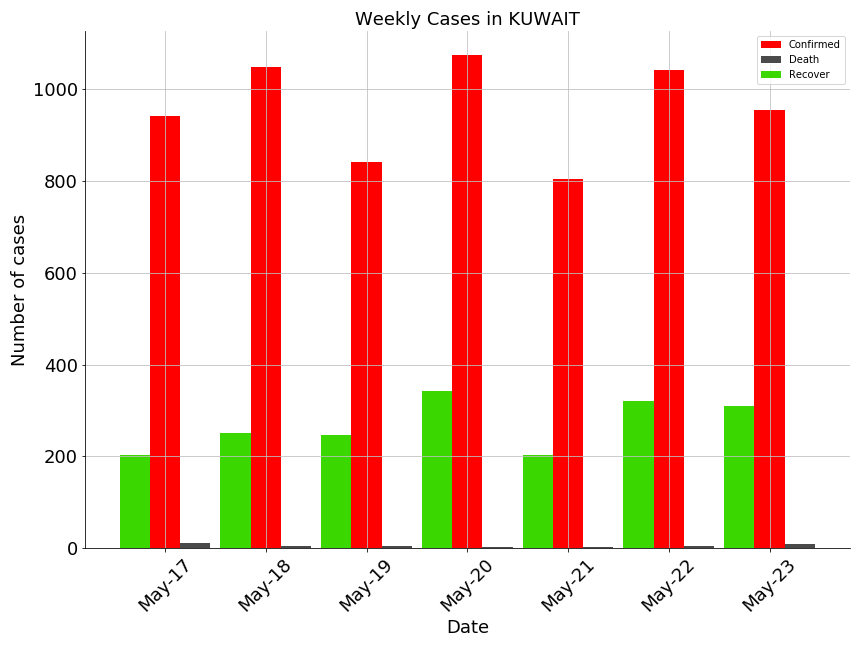 Weekly Cases in KUWAIT
Confirmed
Death
Recover
Number of cases
1000
800
600
400
200
0
May-17
May-18
May-19
May-20
May-21
May-22
May-23
Date